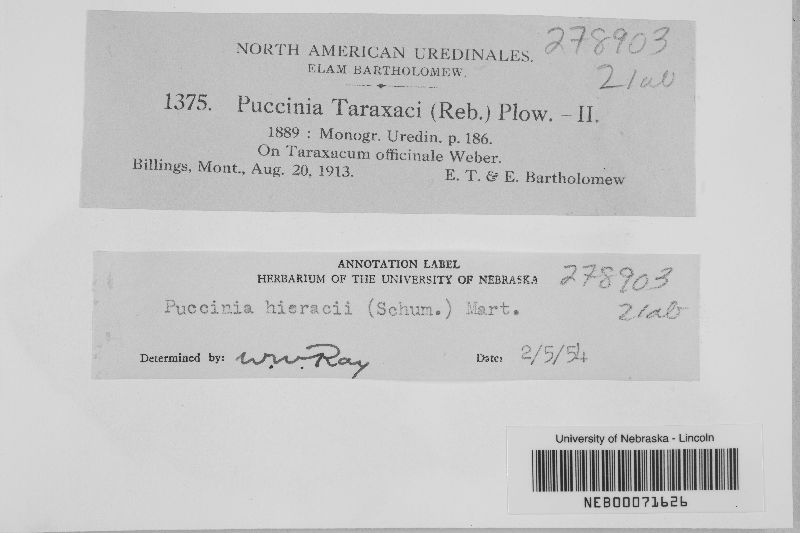 NORTH AMERICAN UREDINALES. 278903
ELAM BARTHOLOMEW. 21ab
1375. Puccinia Taraxaci (Reb.) Plow. – II.
1889 : Monogr. Uredin. p. 186.
On Taraxacum officinale Weber.
Billings, Mont., Aug. 20, 1913. E. T. & E. Bartholomew
ANNOTATION LABEL
HERBARIUM OF THE UNIVERSITY OF NEBRASKA 278903
Puccinia hieracii (Schum.) Mart. 21ab
Determined by: W.W. Ray Date: 2/5/54
University of Nebraska - Lincoln
NEB00071626